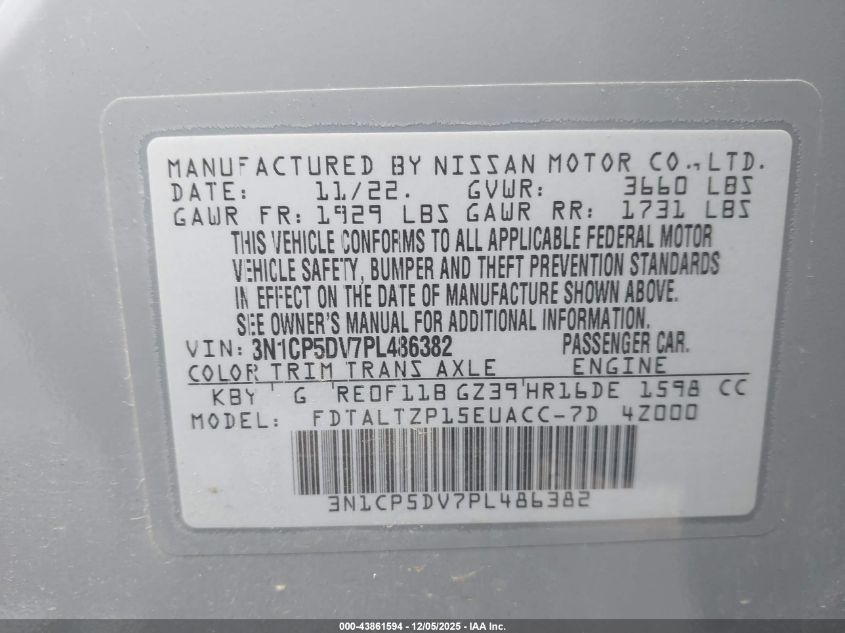 MANUFACTURED BY NISSAN MOTOR CO., LTD.
DATE: 11/22. GVWR: 3660 LBS
GAWR FR: 1929 LBS GAWR RR: 1731 LBS
THIS VEHICLE CONFORMS TO ALL APPLICABLE FEDERAL MOTOR
VEHICLE SAFETY, BUMPER AND THEFT PREVENTION STANDARDS
IN EFFECT ON THE DATE OF MANUFACTURE SHOWN ABOVE.
SEE OWNER'S MANUAL FOR ADDITIONAL INFORMATION.
VIN: 3N1CP5DV7PL486382 PASSENGER CAR.
COLOR TRIM TRANS AXLE ENGINE
KBY G RE0F11B GZ39 HR16DE 1598 CC
MODEL: FDTALTZP15EUACC-7D 4Z000
3N1CP5DV7PL486382
000-43861594 - 12/05/2025 - IAA Inc.